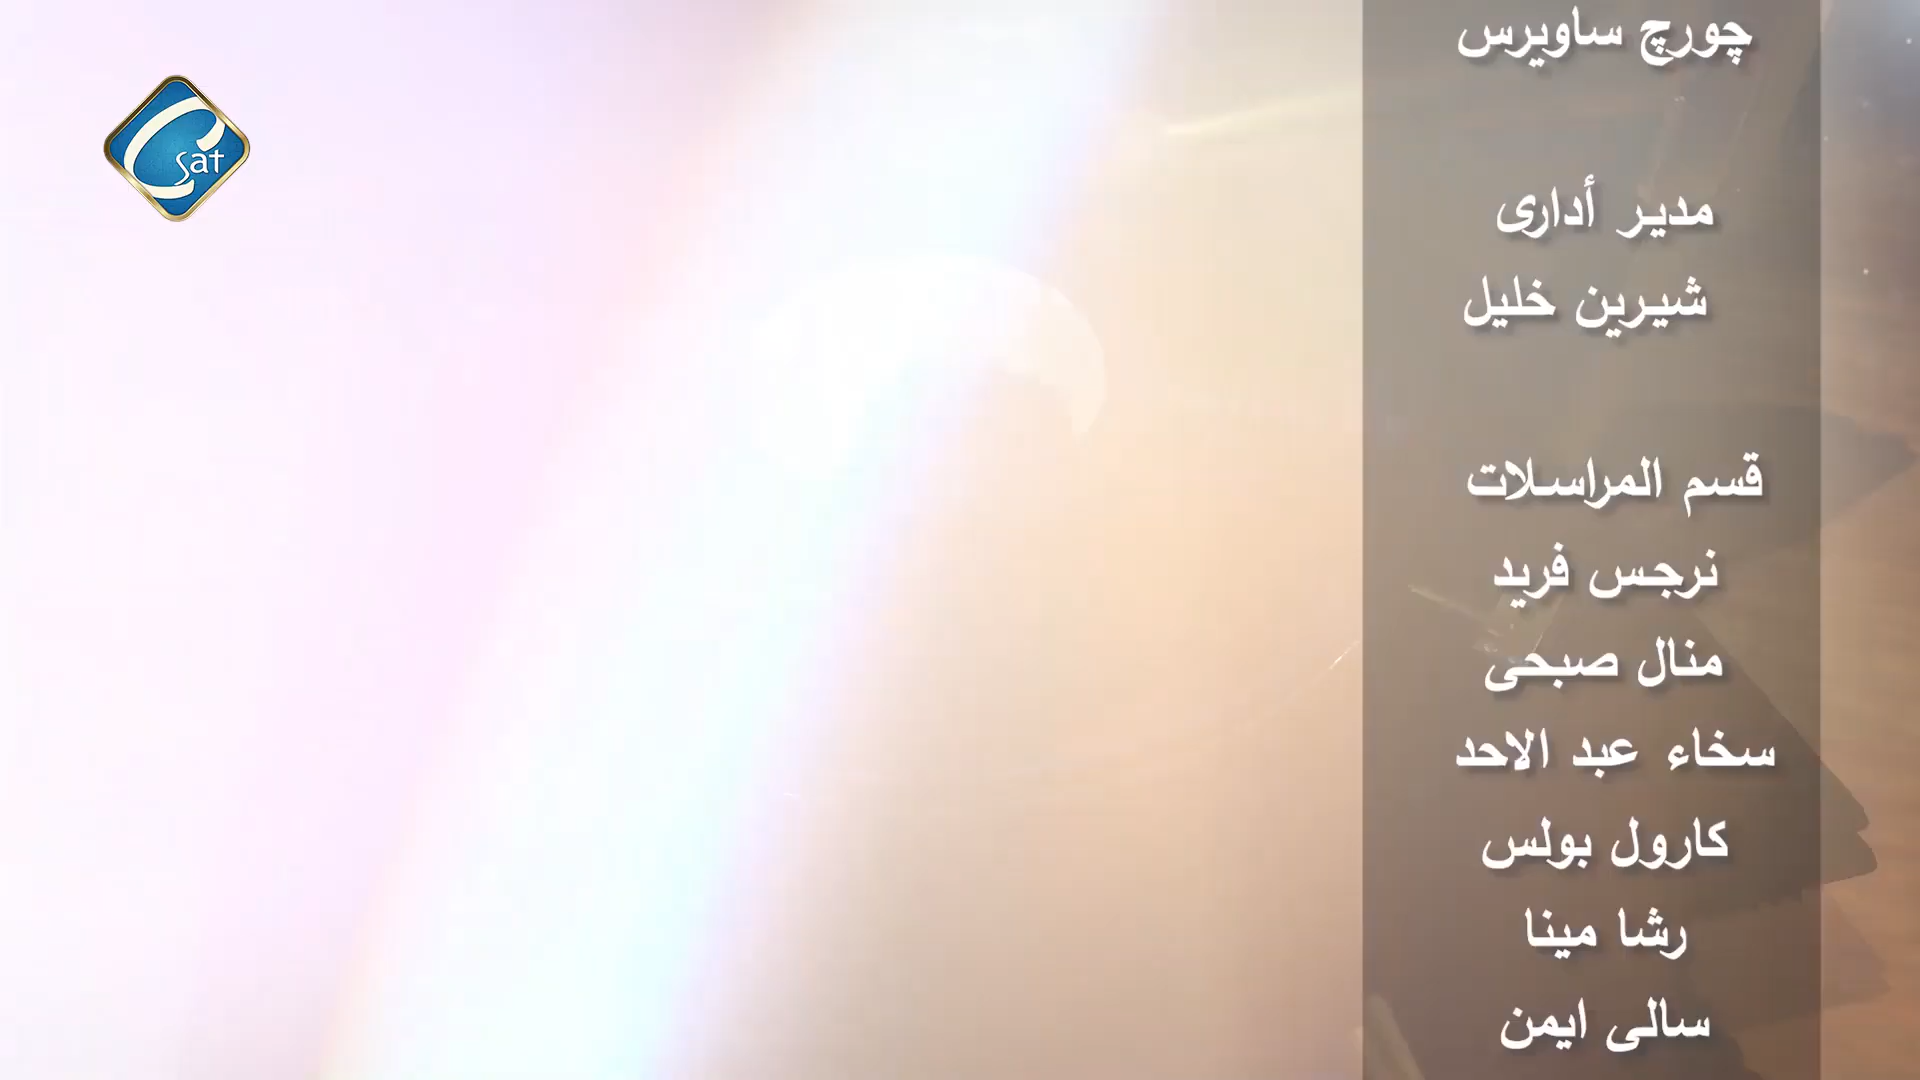 C
sat
چورچ ساويرس
مدير أدارى
شيرين خليل
قسم المراسلات
نرجس فريد
منال صبحى
سخاء عبد الاحد
كارول بولس
رشا مينا
سالى ايمن